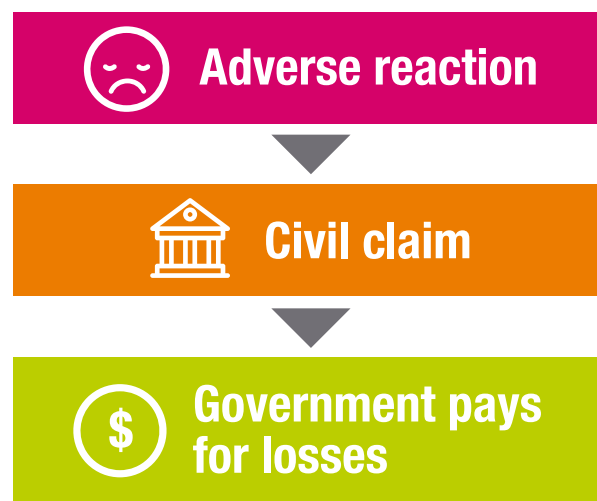 Adverse reaction
Civil claim
$
Government pays
for losses